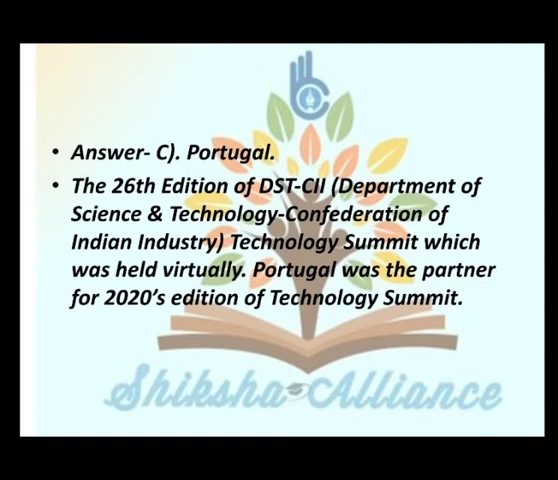 • Answer- C). Portugal.
• The 26th Edition of DST-CII (Department of
Science & Technology-Confederation of
Indian Industry) Technology Summit which
was held virtually. Portugal was the partner
for 2020’s edition of Technology Summit.
Shiksha Alliance